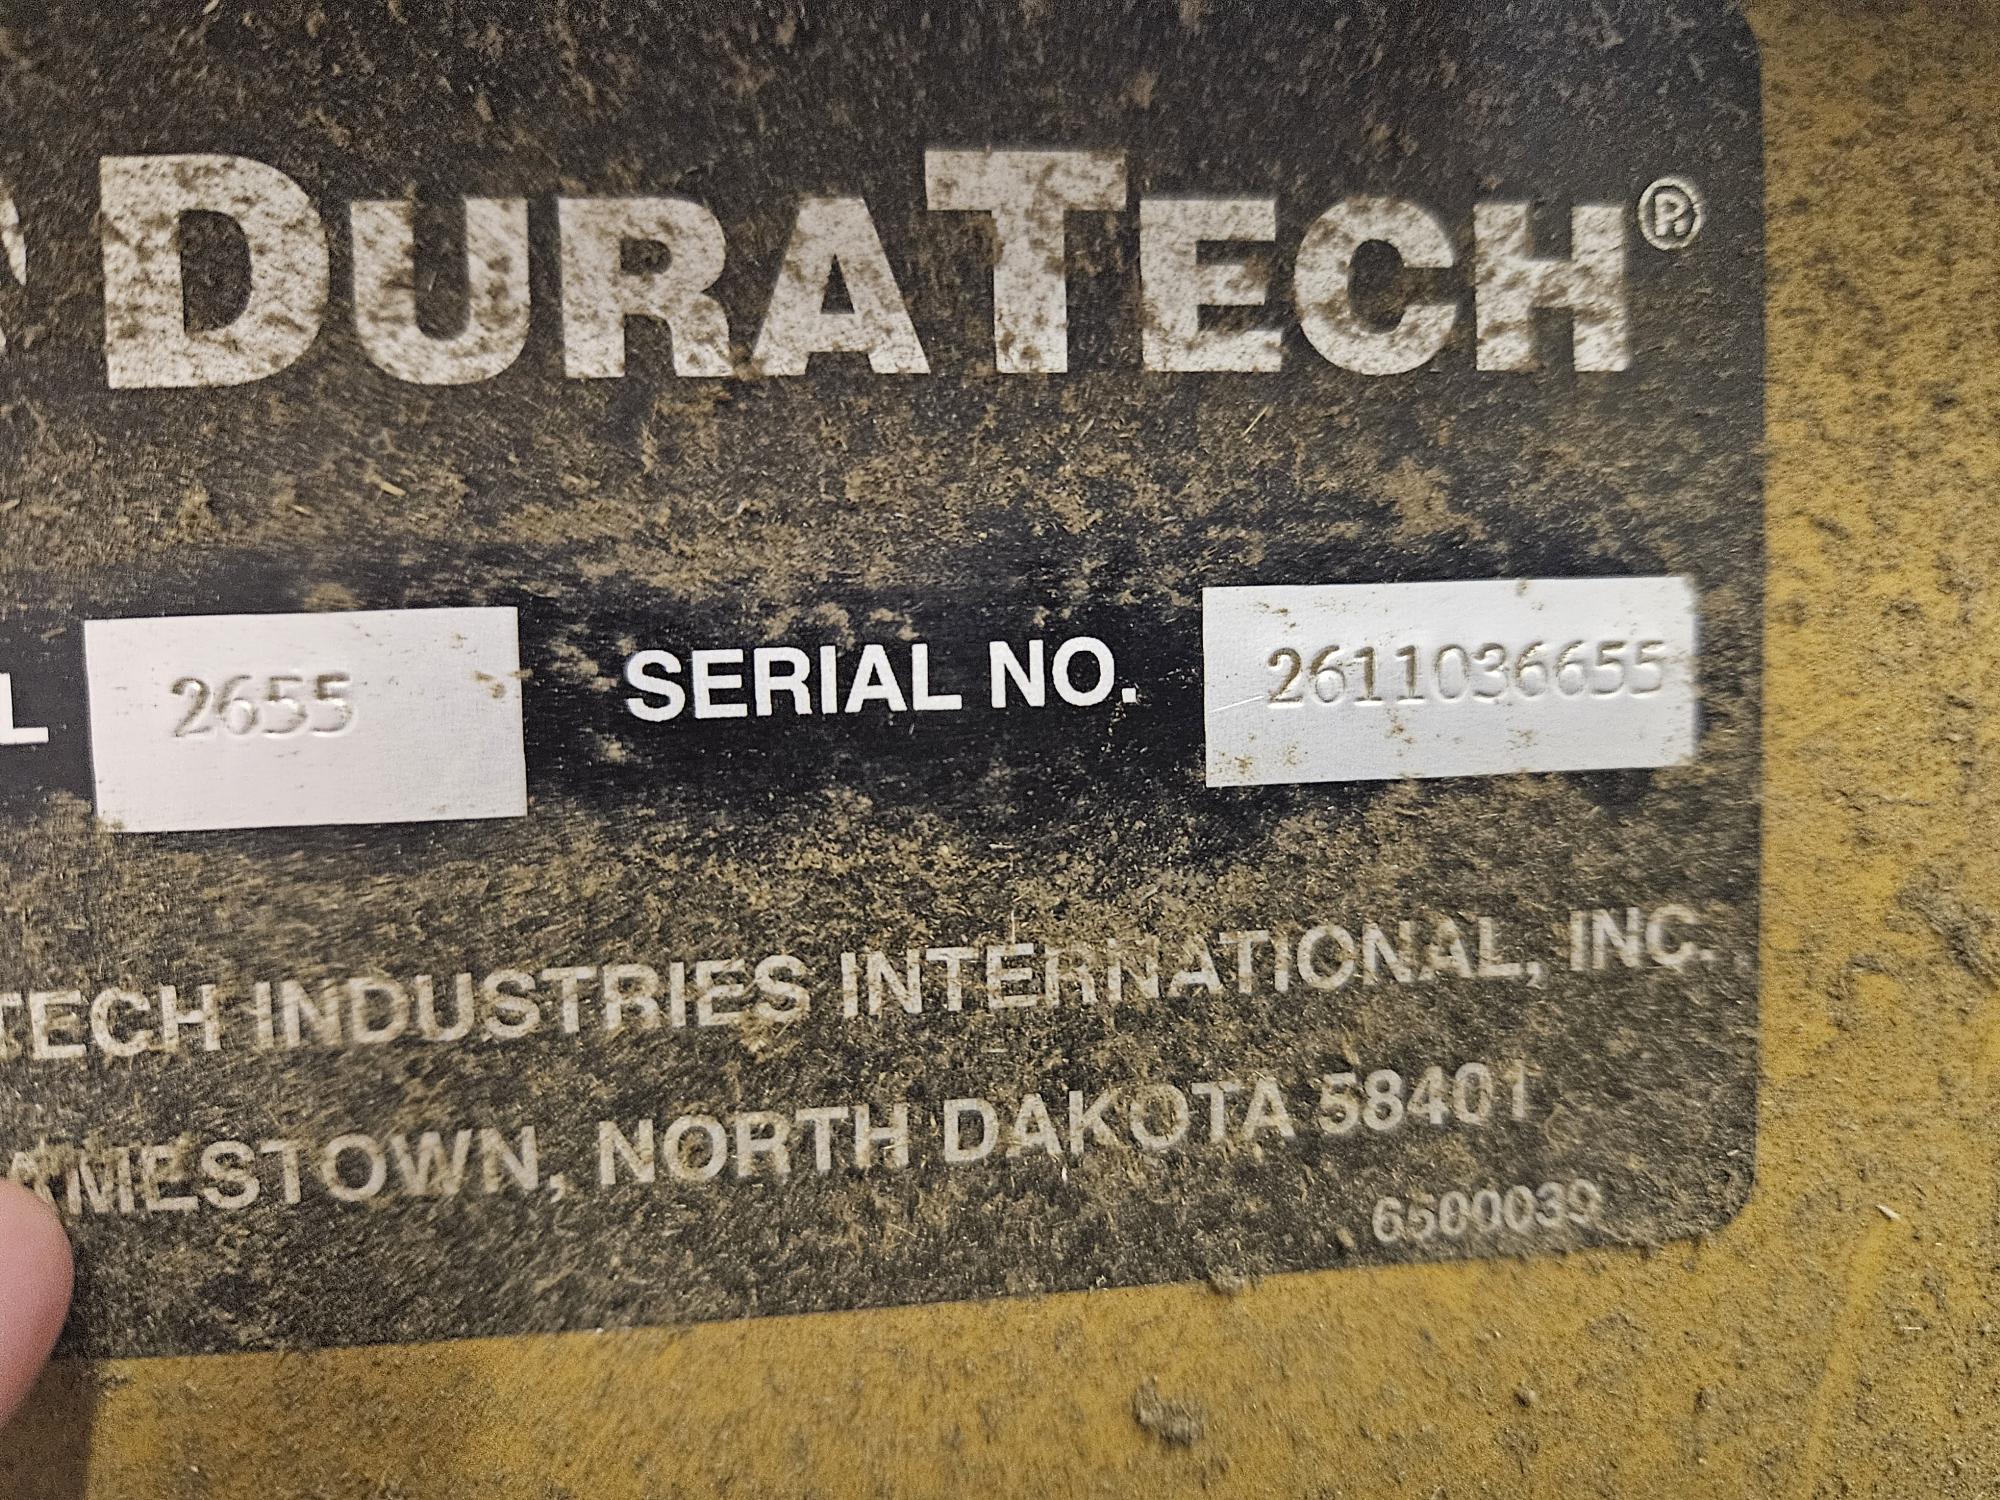 DURATECH®
L 2655 SERIAL NO. 2611036655
TECH INDUSTRIES INTERNATIONAL, INC.
AMESTOWN, NORTH DAKOTA 58401
6500039